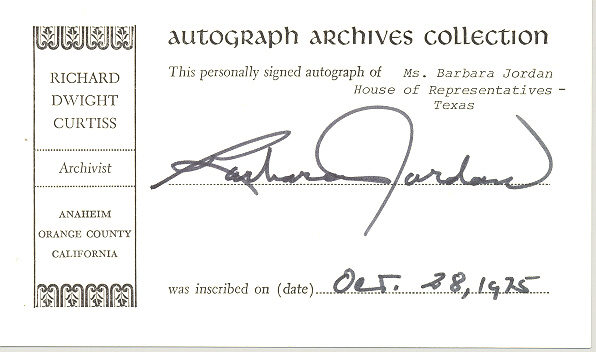 AUTOGRAPH ARCHIVES COLLECTION
RICHARD
DWIGHT
CURTISS
Archivist
ANAHEIM
ORANGE COUNTY
CALIFORNIA
This personally signed autograph of Ms. Barbara Jordan
House of Representatives -
Texas
Barbara Jordan
was inscribed on (date) Oct. 28, 1975